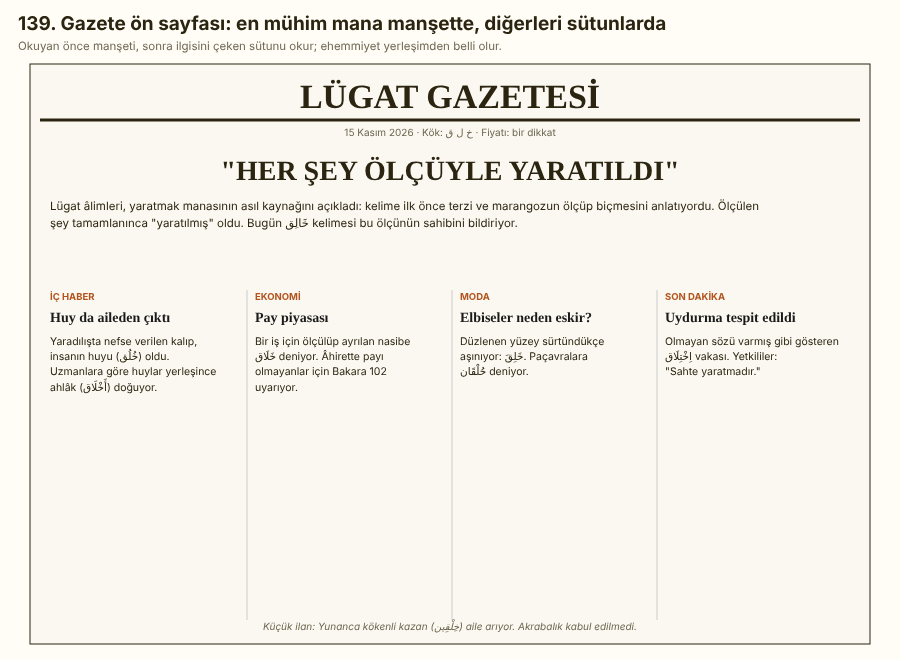 139. Gazete ön sayfası: en mühim mana manşette, diğerleri sütunlarda
Okuyan önce manşeti, sonra ilgisini çeken sütunu okur; ehemmiyet yerleşimden belli olur.
LÜGAT GAZETESİ
15 Kasım 2026 · Kök: خ ل ق · Fiyatı: bir dikkat
"HER ŞEY ÖLÇÜYLE YARATILDI"
Lûgat âlimleri, yaratmak manasının asıl kaynağını açıkladı: kelime ilk önce terzi ve marangozun ölçüp biçmesini anlatıyordu. Ölçülen
şey tamamlanınca "yaratılmış" oldu. Bugün خَالِق kelimesi bu ölçünün sahibini bildiriyor.
İÇ HABER
Huy da aileden çıktı
Yaradılışta nefse verilen kalıp,
insanın huyu (خُلُق) oldu.
Uzmanlara göre huylar yerleşince
ahlâk (أَخْلَاق) doğuyor.
EKONOMİ
Pay piyasası
Bir iş için ölçülüp ayrılan nasibe
خَلَاق deniyor. Âhirette payı
olmayanlar için Bakara 102
uyarıyor.
MODA
Elbiseler neden eskir?
Düzlenen yüzey sürtündükçe
aşınıyor: خَلِقَ. Paçavralara
خُلْقَان deniyor.
SON DAKİKA
Uydurma tespit edildi
Olmayan sözü varmış gibi gösteren
اِخْتِلَاق vakası. Yetkililer:
"Sahte yaratmadır."
Küçük ilan: Yunanca kökenli kazan (خِلْقِين) aile arıyor. Akrabalık kabul edilmedi.